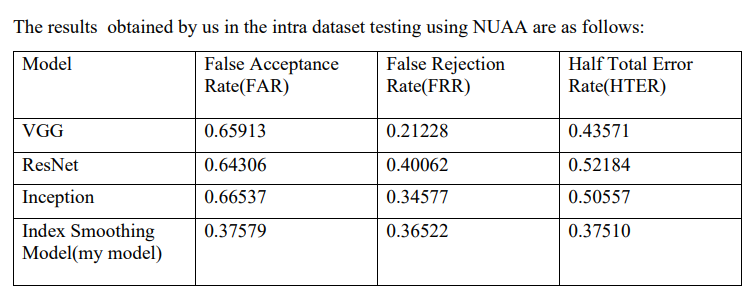 The results obtained by us in the intra dataset testing using NUAA are as follows:
Model False Acceptance Rate(FAR) False Rejection Rate(FRR) Half Total Error Rate(HTER)
VGG 0.65913 0.21228 0.43571
ResNet 0.64306 0.40062 0.52184
Inception 0.66537 0.34577 0.50557
Index Smoothing Model(my model) 0.37579 0.36522 0.37510